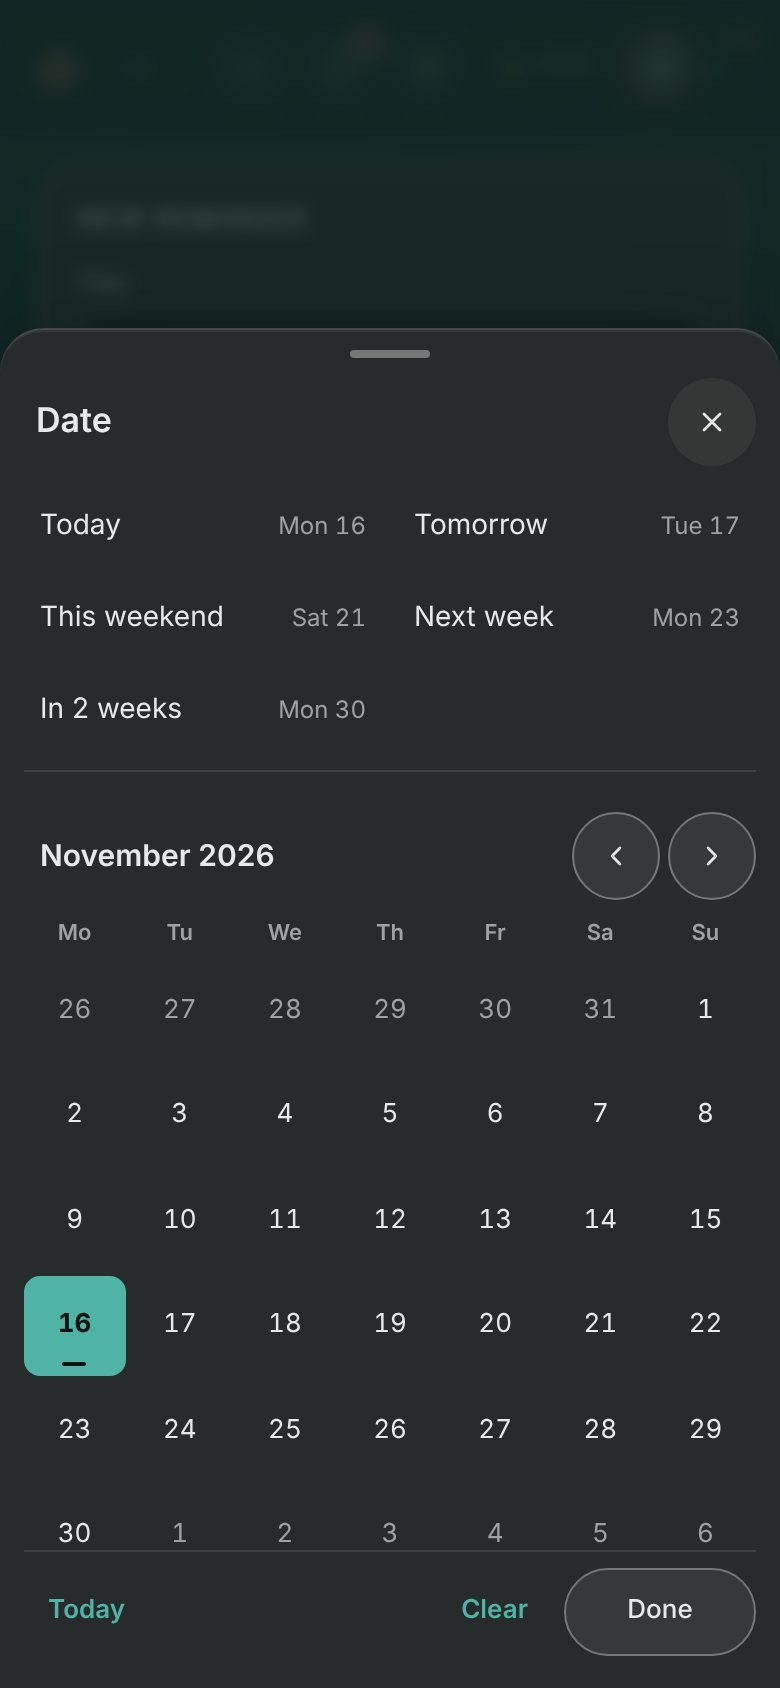 Date
Today Mon 16 Tomorrow Tue 17
This weekend Sat 21 Next week Mon 23
In 2 weeks Mon 30
November 2026
Mo Tu We Th Fr Sa Su
26 27 28 29 30 31 1
2 3 4 5 6 7 8
9 10 11 12 13 14 15
16 17 18 19 20 21 22
23 24 25 26 27 28 29
30 1 2 3 4 5 6
Today Clear Done